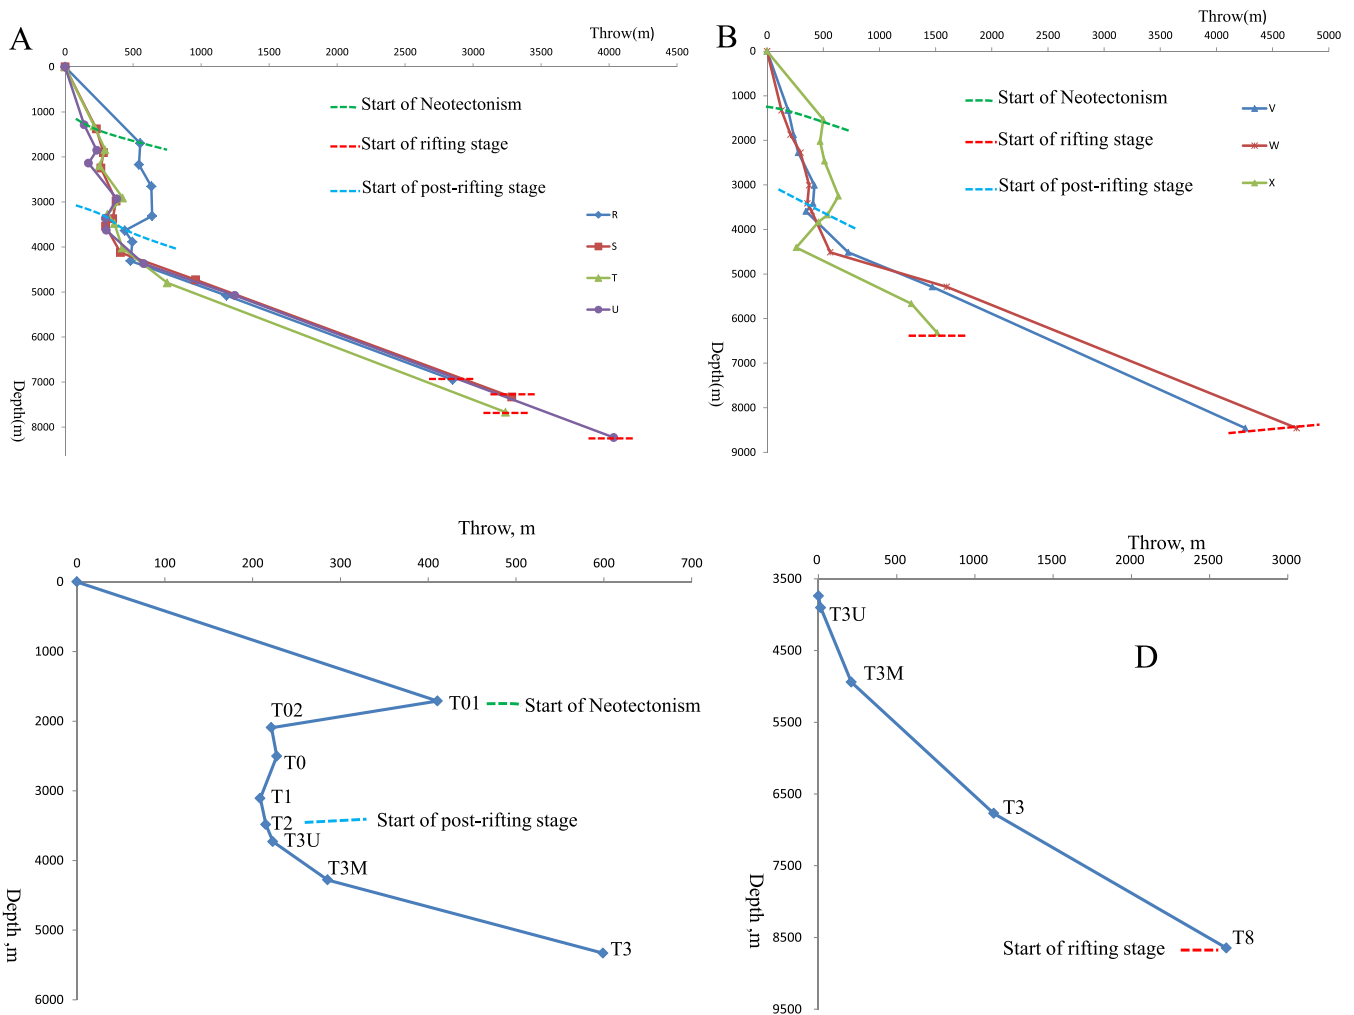 A
Throw(m)
0 500 1000 1500 2000 2500 3000 3500 4000 4500
0
1000
2000
3000
4000
5000
6000
7000
8000
Depth(m)
Start of Neotectonism
Start of rifting stage
Start of post-rifting stage
R
S
T
U
B
Throw(m)
0 500 1000 1500 2000 2500 3000 3500 4000 4500 5000
0
1000
2000
3000
4000
5000
6000
7000
8000
9000
Depth(m)
Start of Neotectonism
Start of rifting stage
Start of post-rifting stage
V
W
X
Throw, m
0 100 200 300 400 500 600 700
0
1000
2000
3000
4000
5000
6000
Depth ,m
T01
Start of Neotectonism
T02
T0
T1
T2
Start of post-rifting stage
T3U
T3M
T3
Throw, m
0 500 1000 1500 2000 2500 3000
3500
4500
5500
6500
7500
8500
9500
Depth ,m
D
T3U
T3M
T3
T8
Start of rifting stage